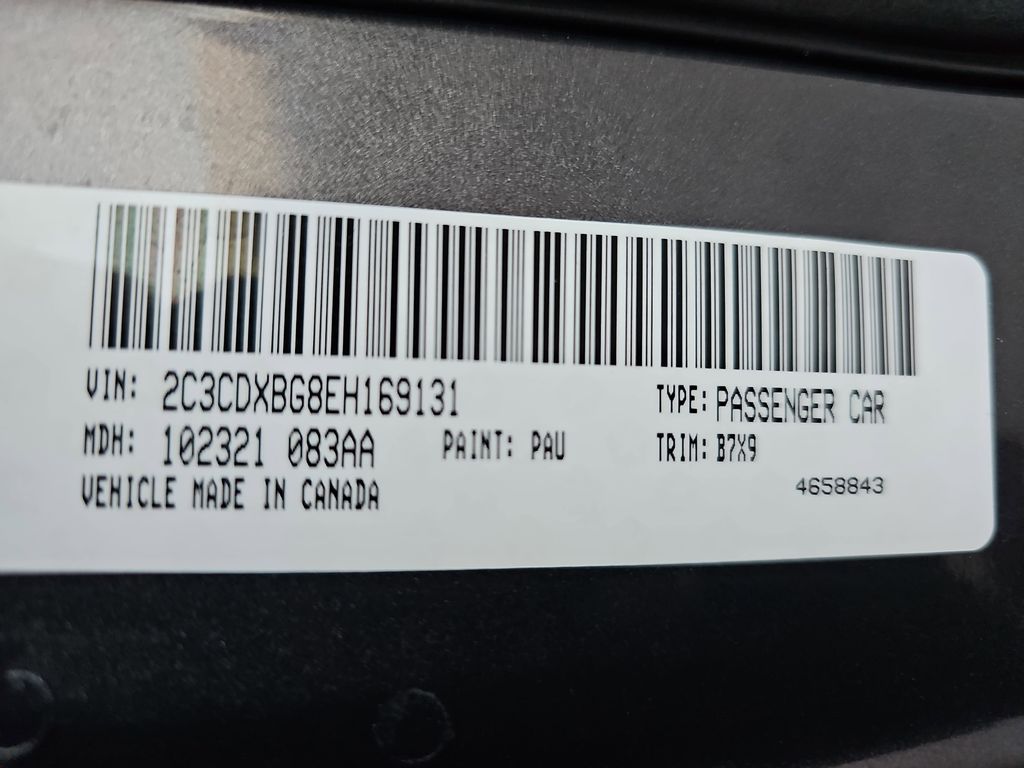 VIN: 2C3CDXBG8EH169131 TYPE: PASSENGER CAR
MDH: 102321 083AA PAINT: PAU TRIM: B7X9
VEHICLE MADE IN CANADA 4658843